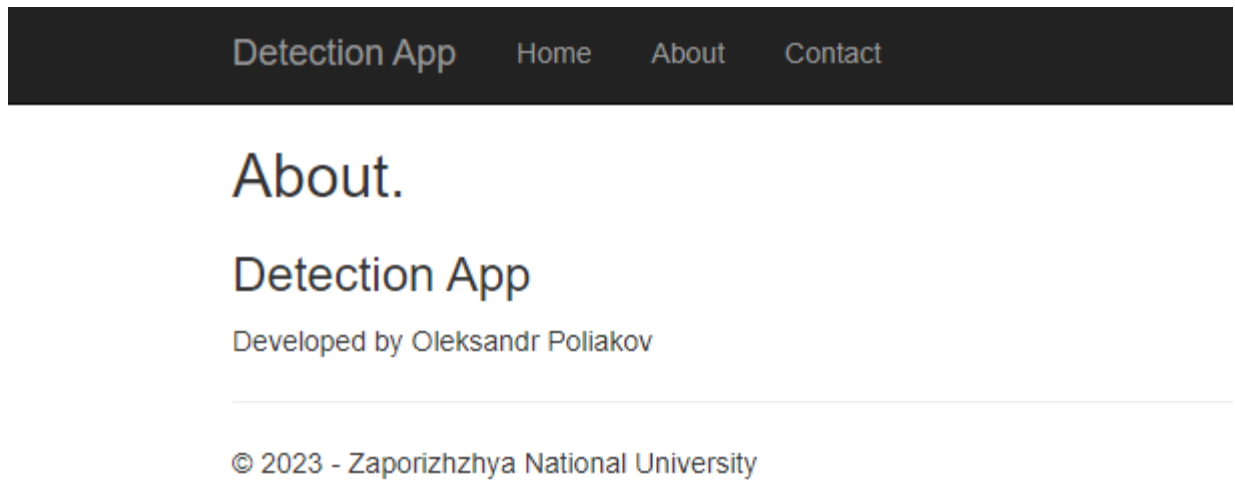 Detection App Home About Contact
About.
Detection App
Developed by Oleksandr Poliakov
© 2023 - Zaporizhzhya National University